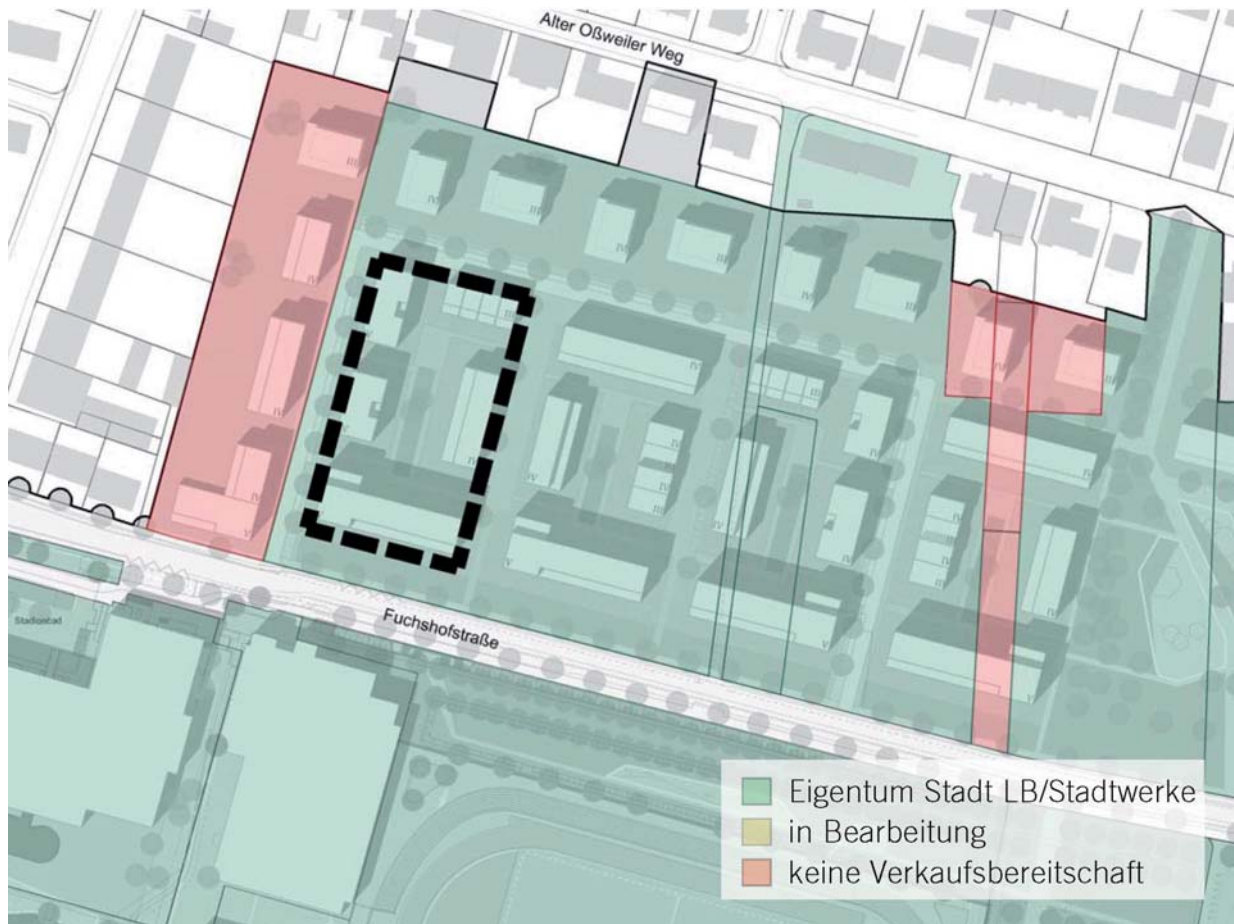 Alter Oßweiler Weg
Fuchshofstraße
Stadionbad
Eigentum Stadt LB/Stadtwerke
in Bearbeitung
keine Verkaufsbereitschaft